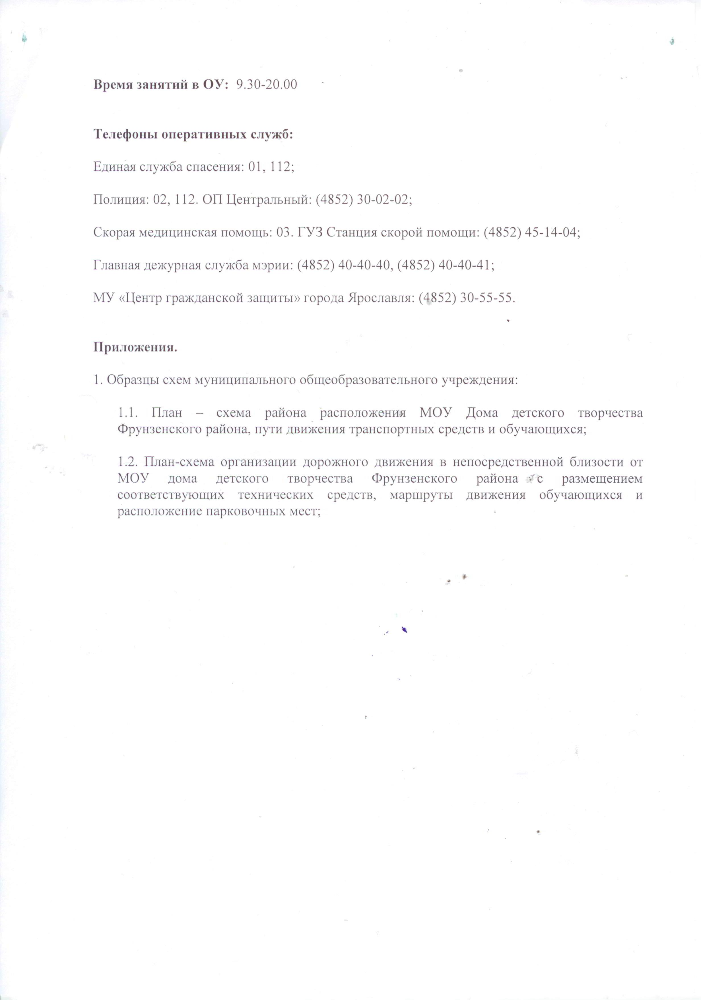 Время занятий в ОУ: 9.30-20.00
Телефоны оперативных служб:
Единая служба спасения: 01, 112;
Полиция: 02, 112. ОП Центральный: (4852) 30-02-02;
Скорая медицинская помощь: 03. ГУЗ Станция скорой помощи: (4852) 45-14-04;
Главная дежурная служба мэрии: (4852) 40-40-40, (4852) 40-40-41;
МУ «Центр гражданской защиты» города Ярославля: (4852) 30-55-55.
Приложения.
1. Образцы схем муниципального общеобразовательного учреждения:
1.1. План – схема района расположения МОУ Дома детского творчества
Фрунзенского района, пути движения транспортных средств и обучающихся;
1.2. План-схема организации дорожного движения в непосредственной близости от
МОУ дома детского творчества Фрунзенского района с размещением
соответствующих технических средств, маршруты движения обучающихся и
расположение парковочных мест;